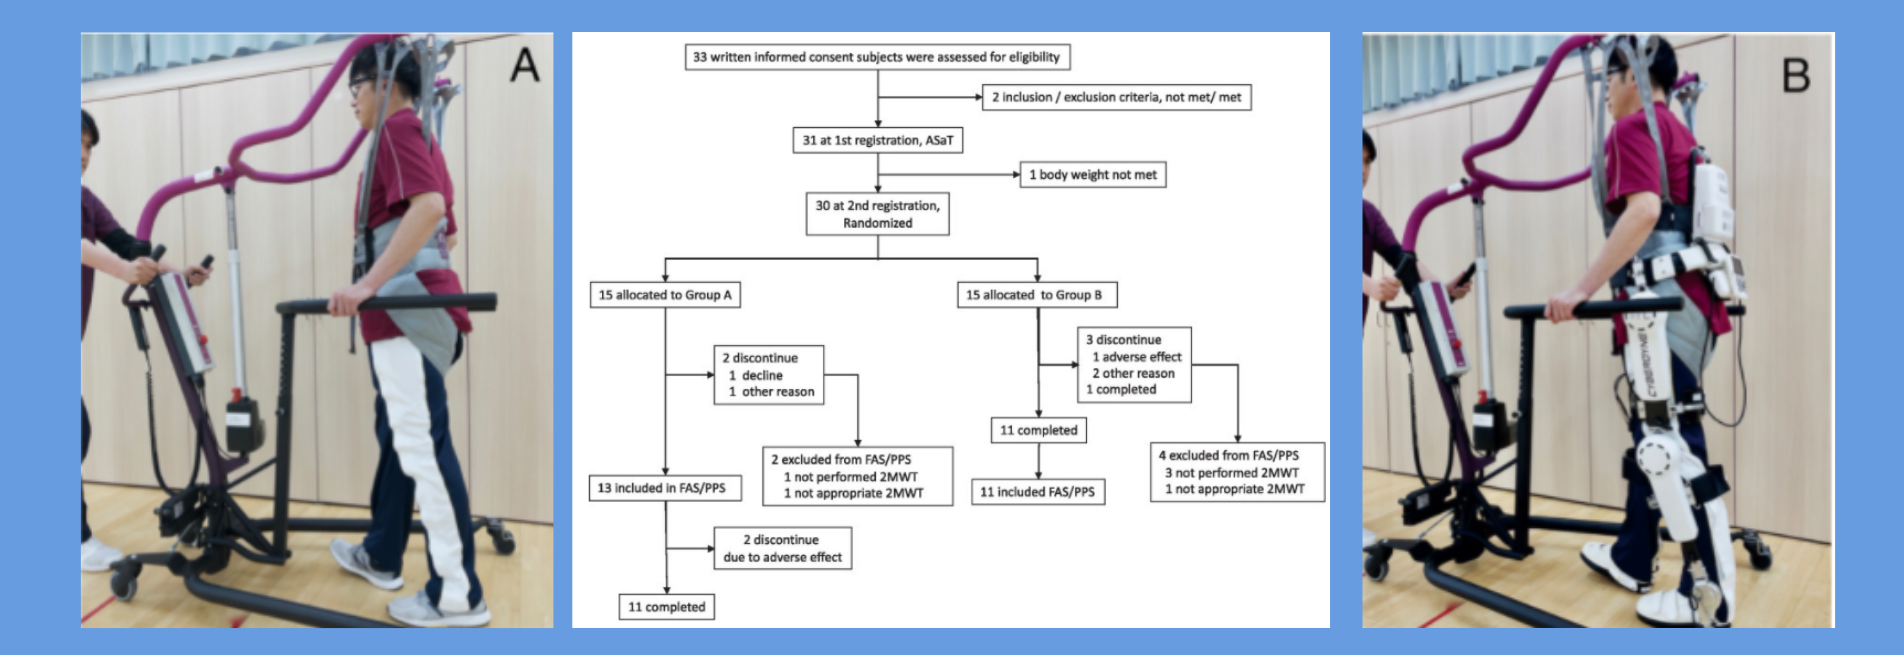 A
33 written informed consent subjects were assessed for eligibility
2 inclusion / exclusion criteria, not met/ met
31 at 1st registration, ASaT
1 body weight not met
30 at 2nd registration,
Randomized
15 allocated to Group A
15 allocated to Group B
2 discontinue
1 decline
1 other reason
3 discontinue
1 adverse effect
2 other reason
1 completed
11 completed
2 excluded from FAS/PPS
1 not performed 2MWT
1 not appropriate 2MWT
4 excluded from FAS/PPS
3 not performed 2MWT
1 not appropriate 2MWT
13 included in FAS/PPS
11 included FAS/PPS
2 discontinue
due to adverse effect
11 completed
B
CYBERDYNE